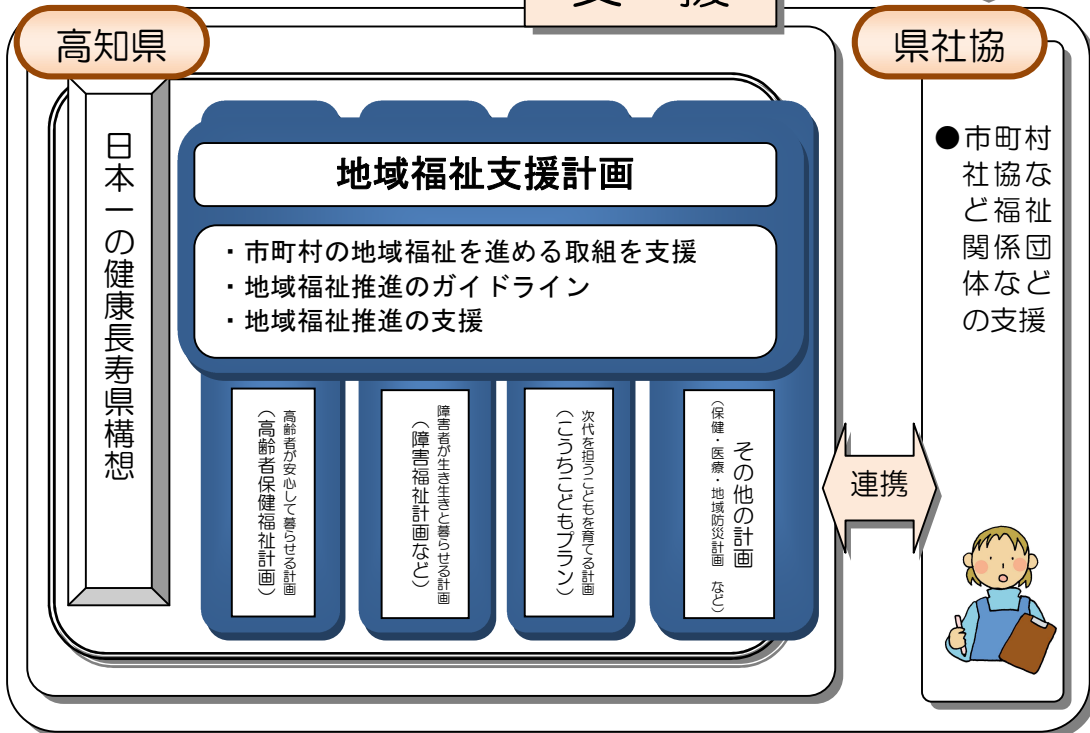 支 援
高知県
県社協
日本一の健康長寿県構想
地域福祉支援計画
・市町村の地域福祉を進める取組を支援
・地域福祉推進のガイドライン
・地域福祉推進の支援
高齢者が安心して暮らせる計画
（高齢者保健福祉計画）
障害者が生き生きと暮らせる計画
（障害福祉計画など）
次代を担うこどもを育てる計画
（こうちこどもプラン）
その他の計画
（保健・医療・地域防災計画 など）
連携
●市町村
社協な
ど福祉
関係団
体など
の支援